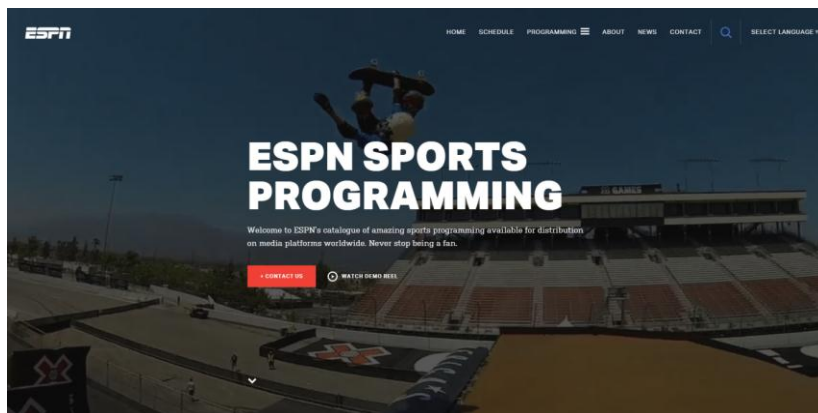 ESPN
HOME SCHEDULE PROGRAMMING ABOUT NEWS CONTACT SELECT LANGUAGE
ESPN SPORTS
PROGRAMMING
Welcome to ESPN's catalogue of amazing sports programming available for distribution
on media platforms worldwide. Never stop being a fan.
+ CONTACT US WATCH DEMO REEL
GAMES